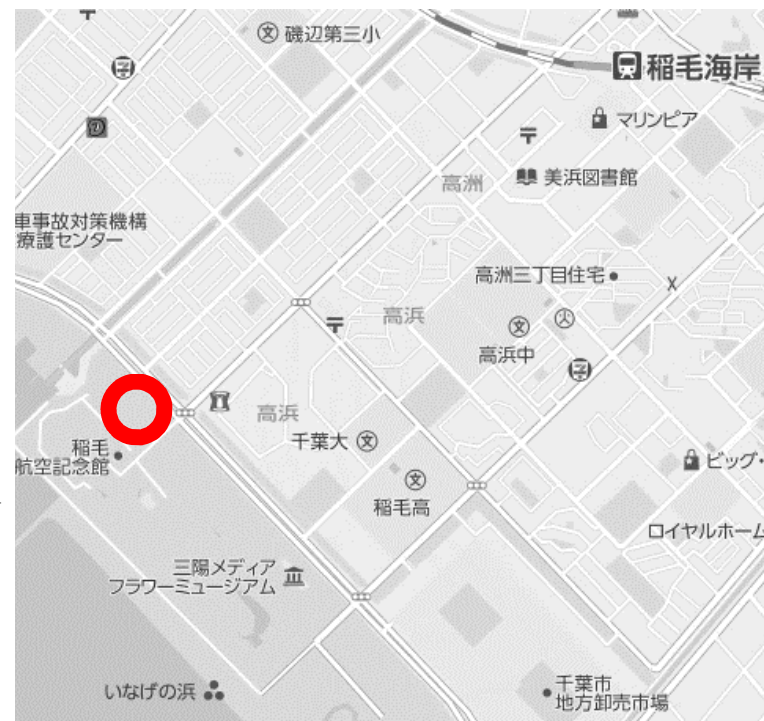 磯辺第三小
稲毛海岸
マリンピア
高洲
美浜図書館
車事故対策機構
療護センター
高洲三丁目住宅
高浜
高浜中
高浜
千葉大
稲毛
航空記念館
稲毛高
ビッグ・
ロイヤルホーム
三陽メディア
フラワーミュージアム
いなげの浜
千葉市
地方卸売市場